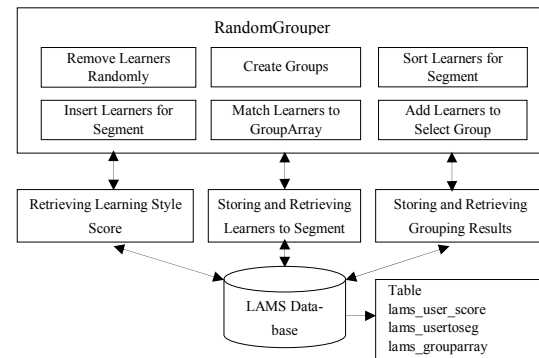 RandomGrouper
Remove Learners
Randomly
Create Groups
Sort Learners for
Segment
Insert Learners for
Segment
Match Learners to
GroupArray
Add Learners to
Select Group
Retrieving Learning Style
Score
Storing and Retrieving
Learners to Segment
Storing and Retrieving
Grouping Results
LAMS Data-
base
Table
lams_user_score
lams_usertoseg
lams_grouparray